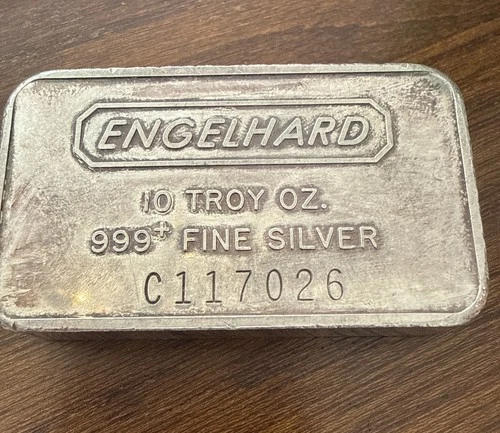 ENGELHARD
10 TROY OZ.
999+ FINE SILVER
C117026